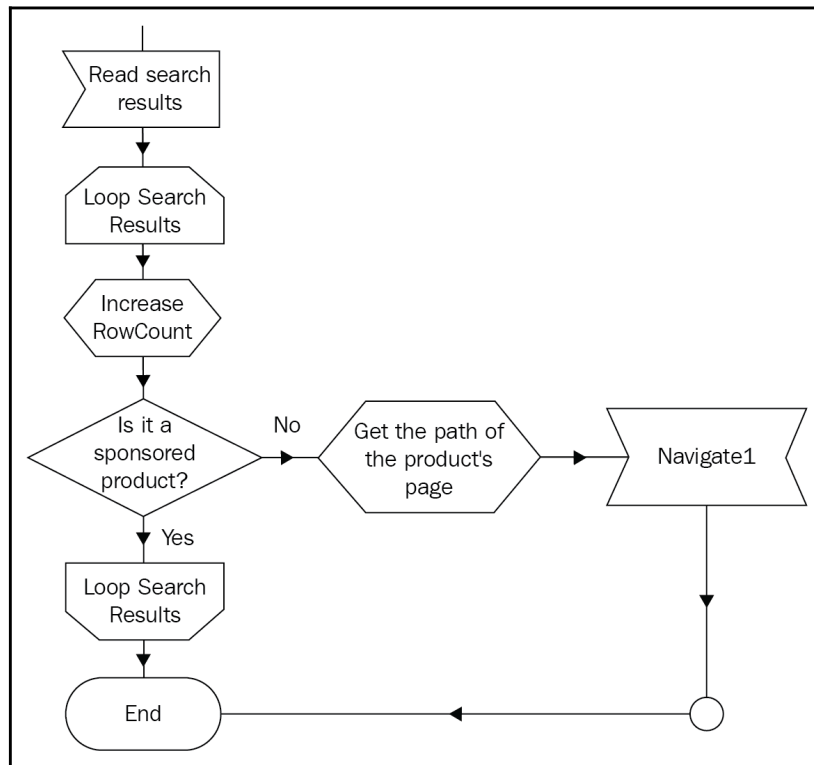 Read search
results
Loop Search
Results
Increase
RowCount
Is it a
sponsored
product?
No
Get the path of
the product's
page
Navigate1
Yes
Loop Search
Results
End